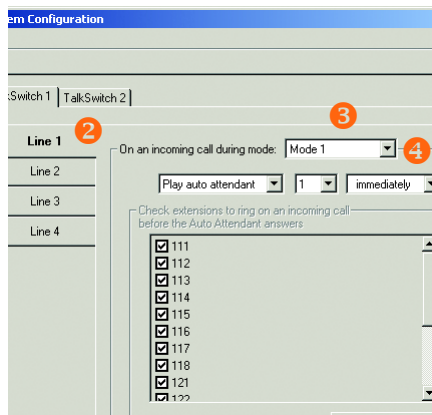 em Configuration
3
kSwitch 1 TalkSwitch 2
2
Line 1
On an incoming call during mode: Mode 1
4
Line 2
Play auto attendant 1 immediately
Line 3
Check extensions to ring on an incoming call
before the Auto Attendant answers
Line 4
111
112
113
114
115
116
117
118
121
122